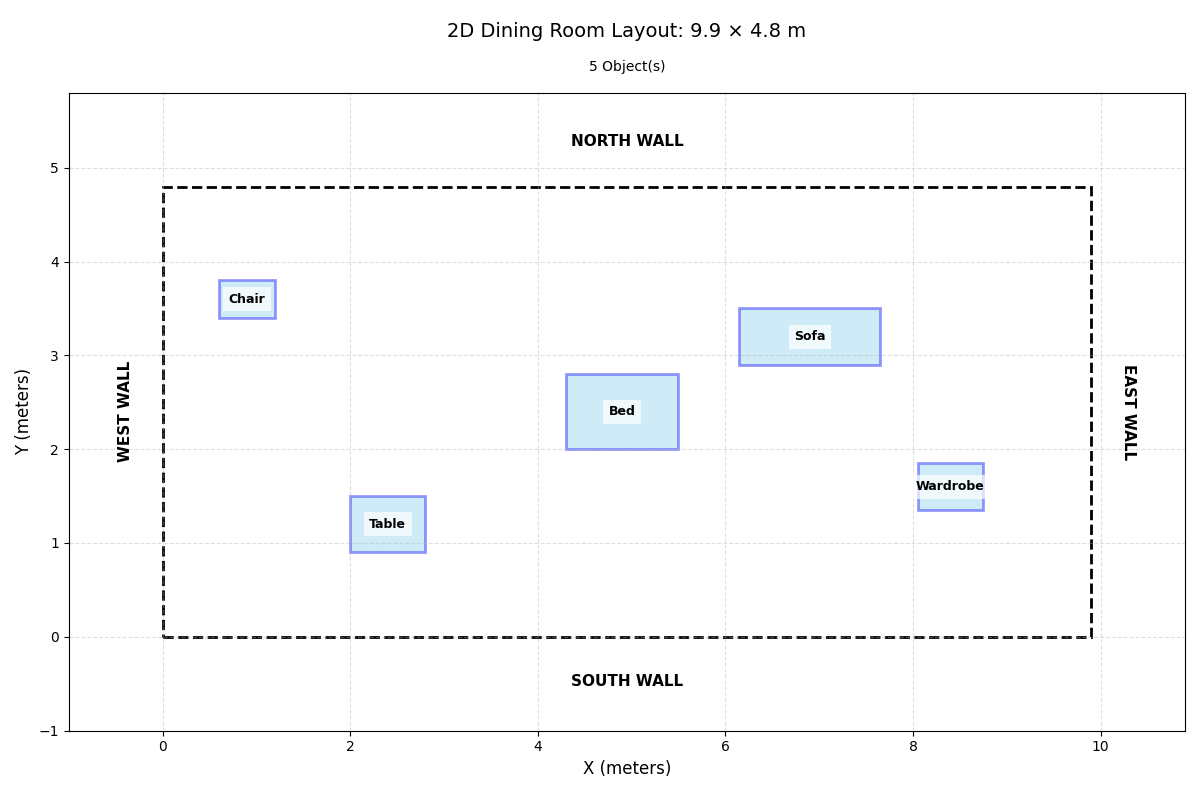 2D Dining Room Layout: 9.9 × 4.8 m
5 Object(s)
NORTH WALL
5
4
3
2
1
0
−1
Y (meters)
WEST WALL
Chair
Sofa
Bed
Wardrobe
Table
EAST WALL
SOUTH WALL
0
2
4
6
8
10
X (meters)